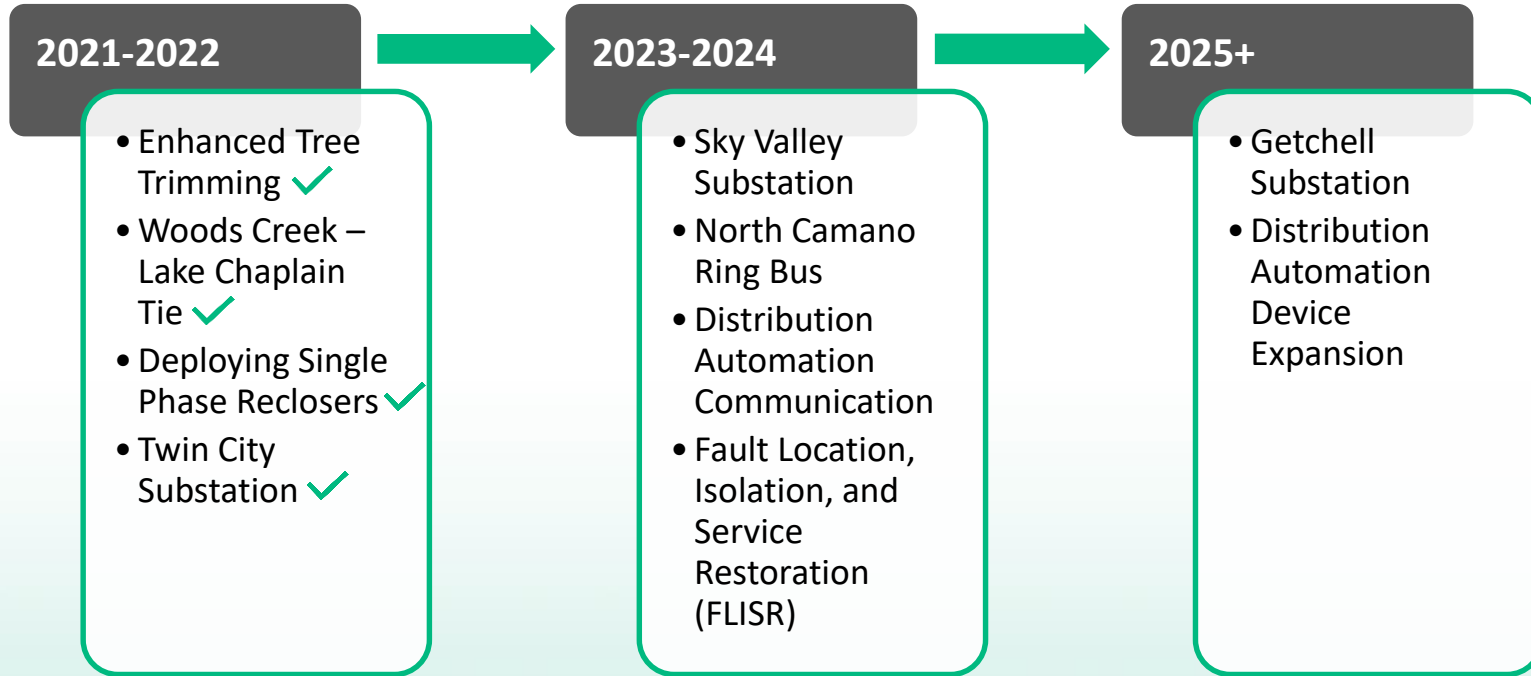 2021-2022
• Enhanced Tree
Trimming ✓
• Woods Creek –
Lake Chaplain
Tie ✓
• Deploying Single
Phase Reclosers ✓
• Twin City
Substation ✓
2023-2024
• Sky Valley
Substation
• North Camano
Ring Bus
• Distribution
Automation
Communication
• Fault Location,
Isolation, and
Service
Restoration
(FLISR)
2025+
• Getchell
Substation
• Distribution
Automation
Device
Expansion